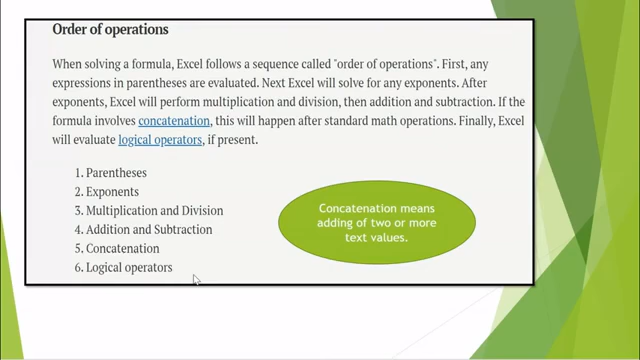 Order of operations
When solving a formula, Excel follows a sequence called "order of operations". First, any
expressions in parentheses are evaluated. Next Excel will solve for any exponents. After
exponents, Excel will perform multiplication and division, then addition and subtraction. If the
formula involves concatenation, this will happen after standard math operations. Finally, Excel
will evaluate logical operators, if present.
1. Parentheses
2. Exponents
3. Multiplication and Division
4. Addition and Subtraction
5. Concatenation
6. Logical operators
Concatenation means
adding of two or more
text values.